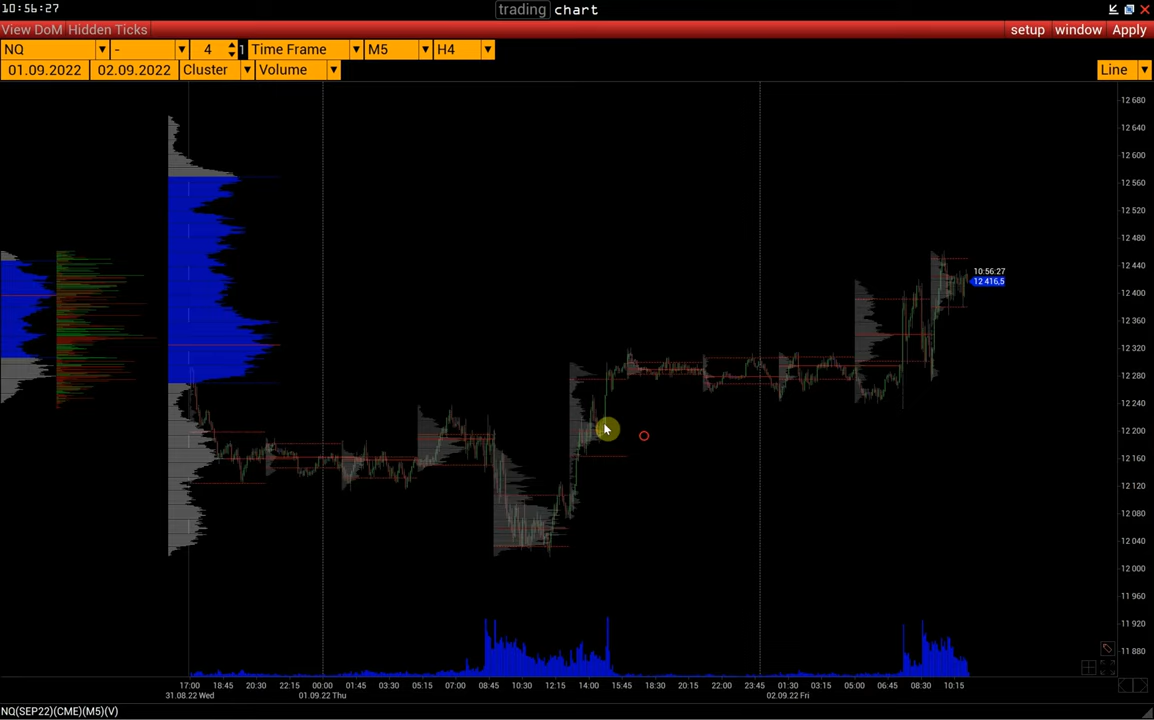 10:56:27
trading chart
View DoM Hidden Ticks
setup window Apply
NQ - 4 1 Time Frame M5 H4
01.09.2022 02.09.2022 Cluster Volume
Line
12 680
12 640
12 600
12 560
12 520
12 480
12 440
12 400
12 360
12 320
12 280
12 240
12 200
12 160
12 120
12 080
12 040
12 000
11 960
11 920
11 880
10:56:27
12 416,5
17:00 18:45 20:30 22:15 00:00 01:45 03:30 05:15 07:00 08:45 10:30 12:15 14:00 15:45 18:30 20:15 22:00 23:45 01:30 03:15 05:00 06:45 08:30 10:15
31.08.22 Wed 01.09.22 Thu 02.09.22 Fri
NQ(SEP22)(CME)(M5)(V)